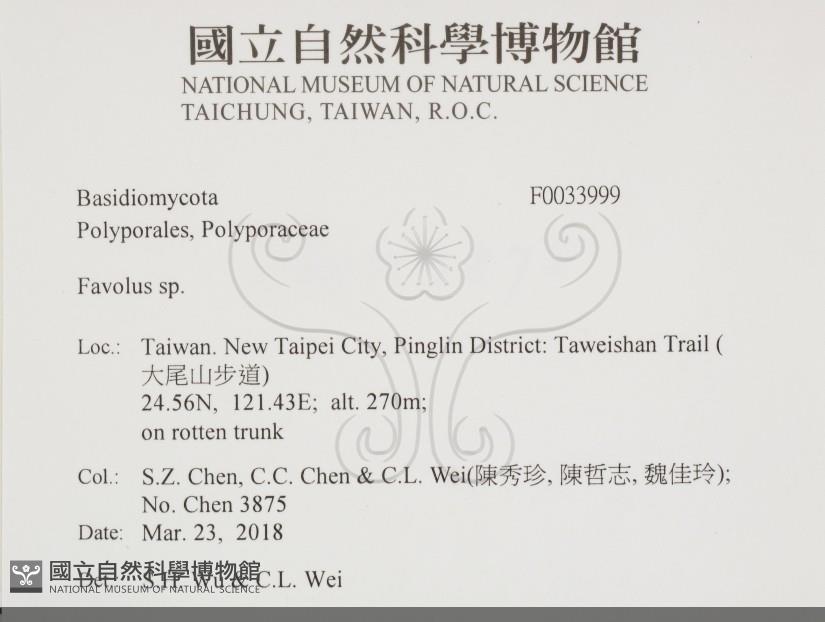 國立自然科學博物館
NATIONAL MUSEUM OF NATURAL SCIENCE
TAICHUNG, TAIWAN, R.O.C.
Basidiomycota F0033999
Polyporales, Polyporaceae
Favolus sp.
Loc.: Taiwan. New Taipei City, Pinglin District: Taweishan Trail (
大尾山步道)
24.56N, 121.43E; alt. 270m;
on rotten trunk
Col.: S.Z. Chen, C.C. Chen & C.L. Wei(陳秀珍, 陳哲志, 魏佳玲);
No. Chen 3875
Date: Mar. 23, 2018
Wu & C.L. Wei
國立自然科學博物館
NATIONAL MUSEUM OF NATURAL SCIENCE